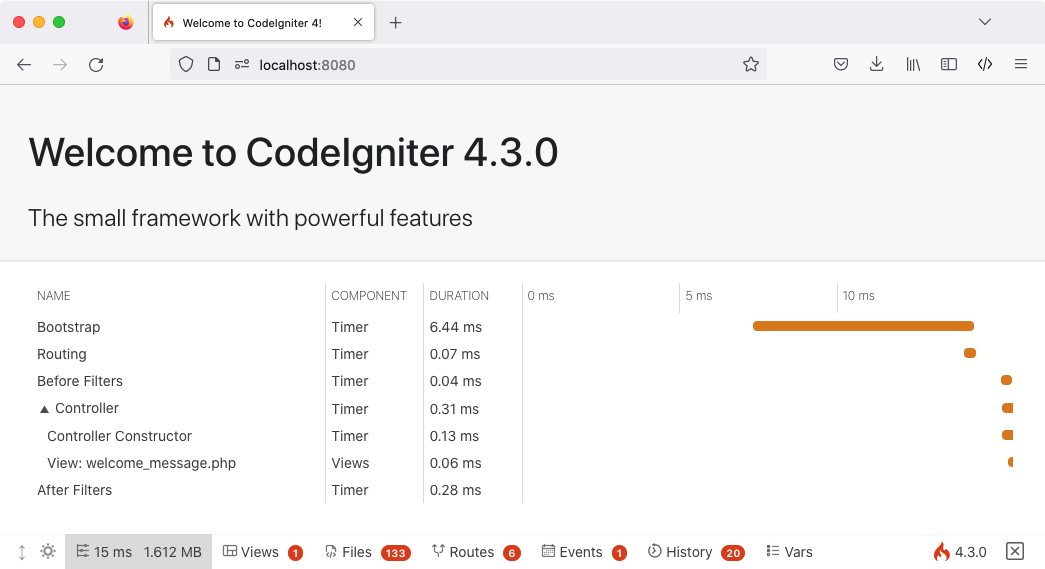 Welcome to CodeIgniter 4!
localhost:8080
Welcome to CodeIgniter 4.3.0
The small framework with powerful features
NAME COMPONENT DURATION 0 ms 5 ms 10 ms
Bootstrap Timer 6.44 ms
Routing Timer 0.07 ms
Before Filters Timer 0.04 ms
▲ Controller Timer 0.31 ms
Controller Constructor Timer 0.13 ms
View: welcome_message.php Views 0.06 ms
After Filters Timer 0.28 ms
15 ms 1.612 MB Views 1 Files 133 Routes 6 Events 1 History 20 Vars 4.3.0